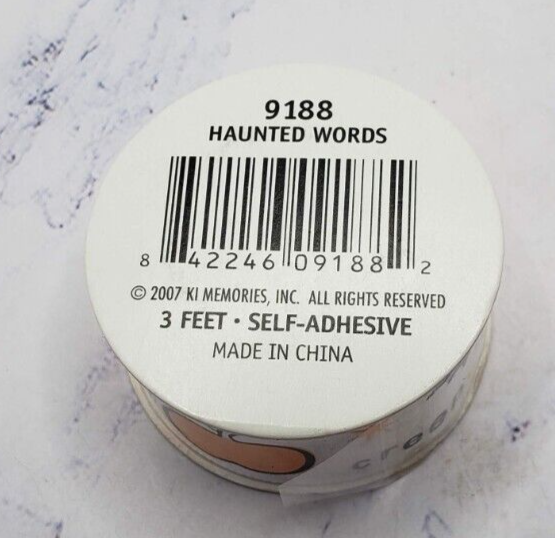 9188
HAUNTED WORDS
8 42246 09188 2
© 2007 KI MEMORIES, INC. ALL RIGHTS RESERVED
3 FEET • SELF-ADHESIVE
MADE IN CHINA